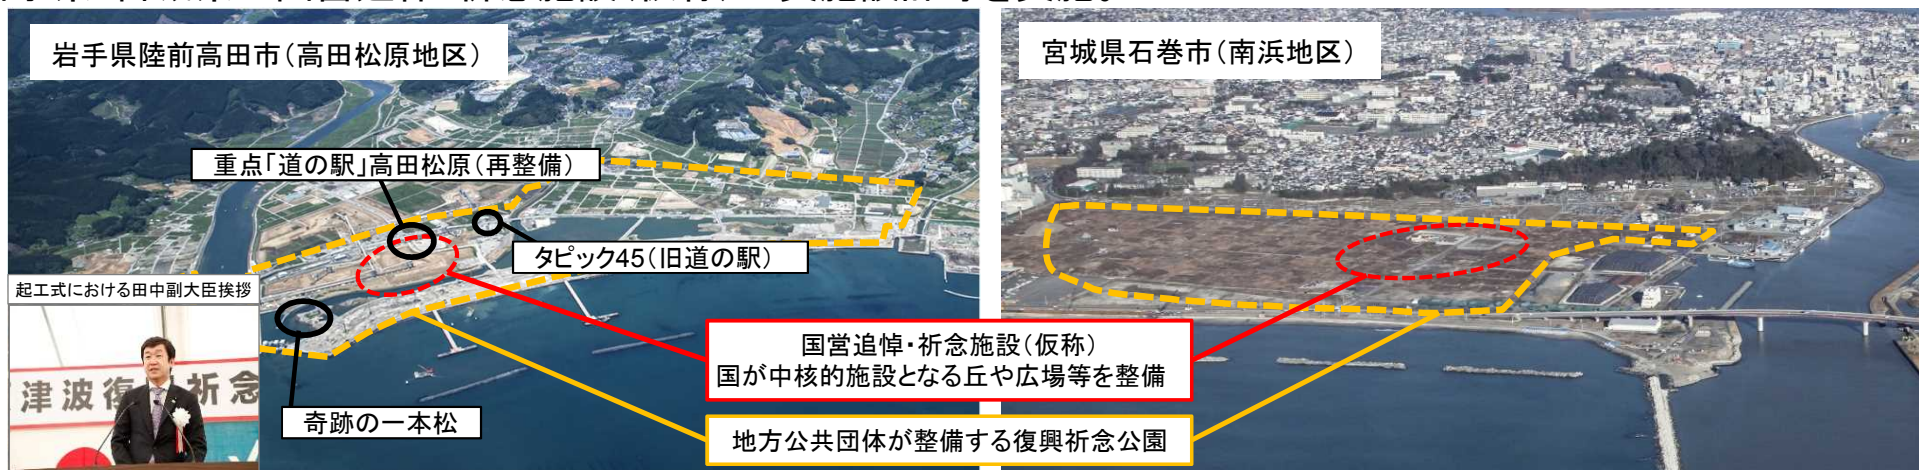 岩手県陸前高田市（高田松原地区）
宮城県石巻市（南浜地区）
重点「道の駅」高田松原（再整備）
タピック45（旧道の駅）
起工式における田中副大臣挨拶
津波復興祈念
奇跡の一本松
国営追悼・祈念施設（仮称）
国が中核的施設となる丘や広場等を整備
地方公共団体が整備する復興祈念公園